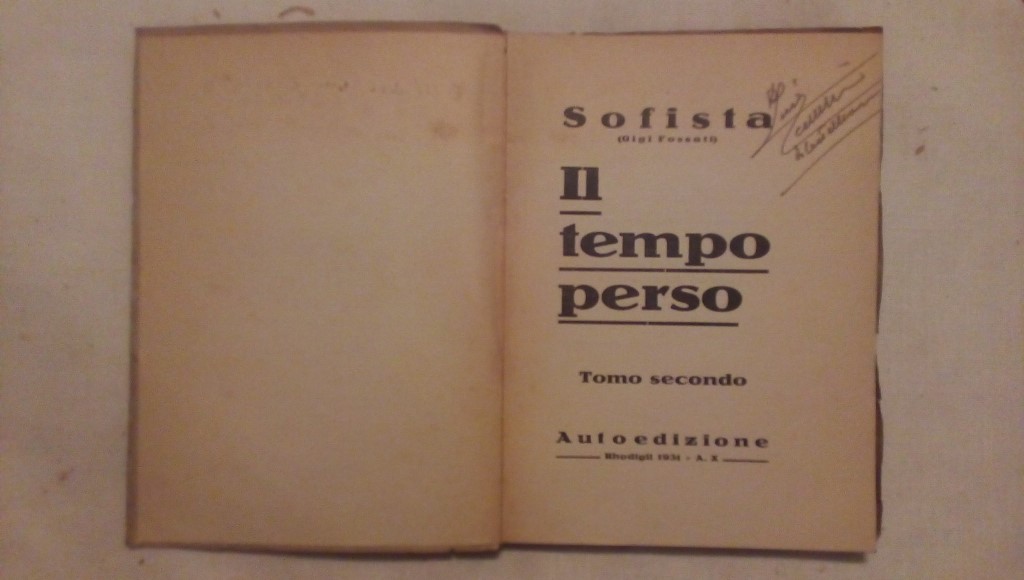 Sofista
(Gigi Fossati)
Il
tempo
perso
Tomo secondo
Autoedizione
Rhodigii 1931 - A. X